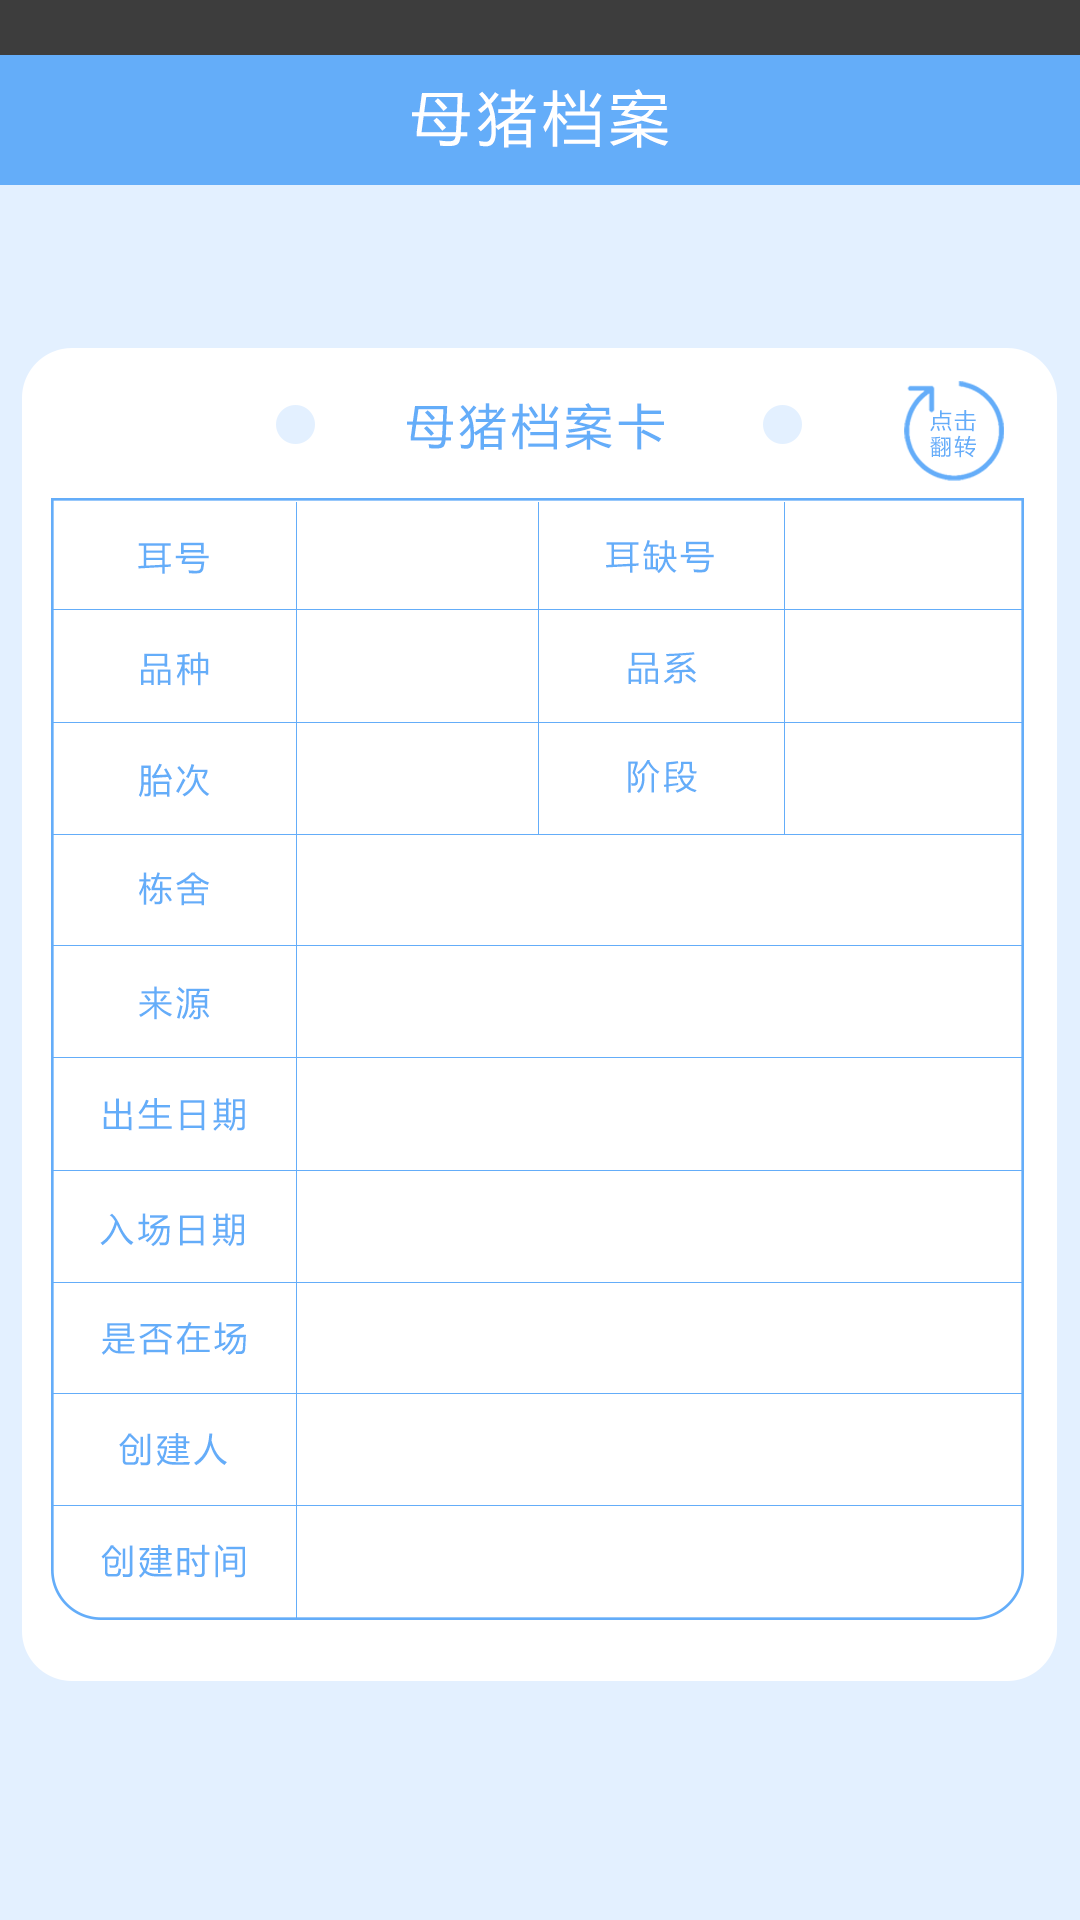 母猪档案
母猪档案卡
点击
翻转
耳号 耳缺号
品种 品系
胎次 阶段
栋舍
来源
出生日期
入场日期
是否在场
创建人
创建时间